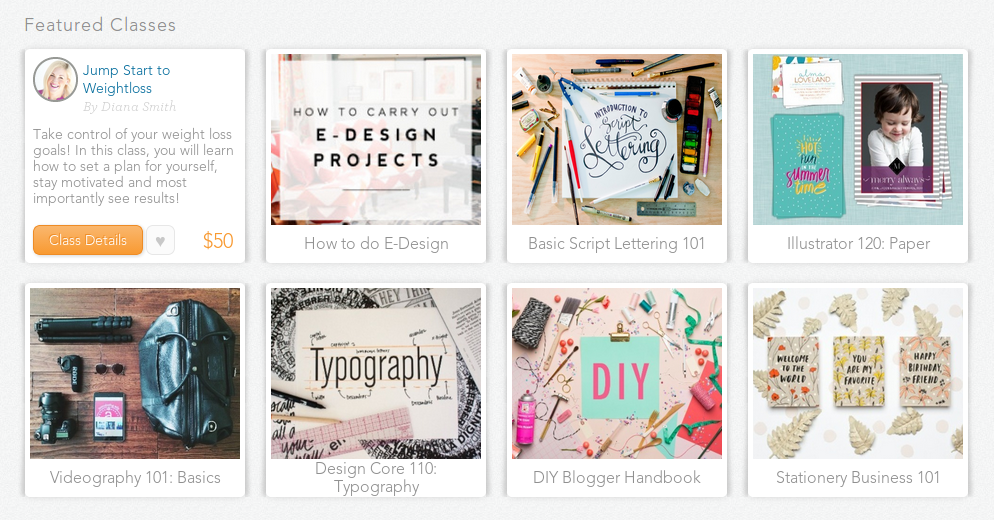 Featured Classes
Jump Start to
Weightloss
By Diana Smith
Take control of your weight loss
goals! In this class, you will learn
how to set a plan for yourself,
stay motivated and most
importantly see results!
Class Details
$50
HOW TO CARRY OUT
E-DESIGN
PROJECTS
How to do E-Design
INTRODUCTION TO
Script
Lettering
Basic Script Lettering 101
alma
LOVELAND
HOT
FUN
IN THE
summer
time
merry always
Illustrator 120: Paper
Videography 101: Basics
HEY THIN
Typography
Design Core 110:
Typography
DIY
DIY Blogger Handbook
WELCOME
TO THE
WORLD
YOU
ARE MY
FAVORITE
HAPPY
BIRTHDAY,
FRIEND
Stationery Business 101